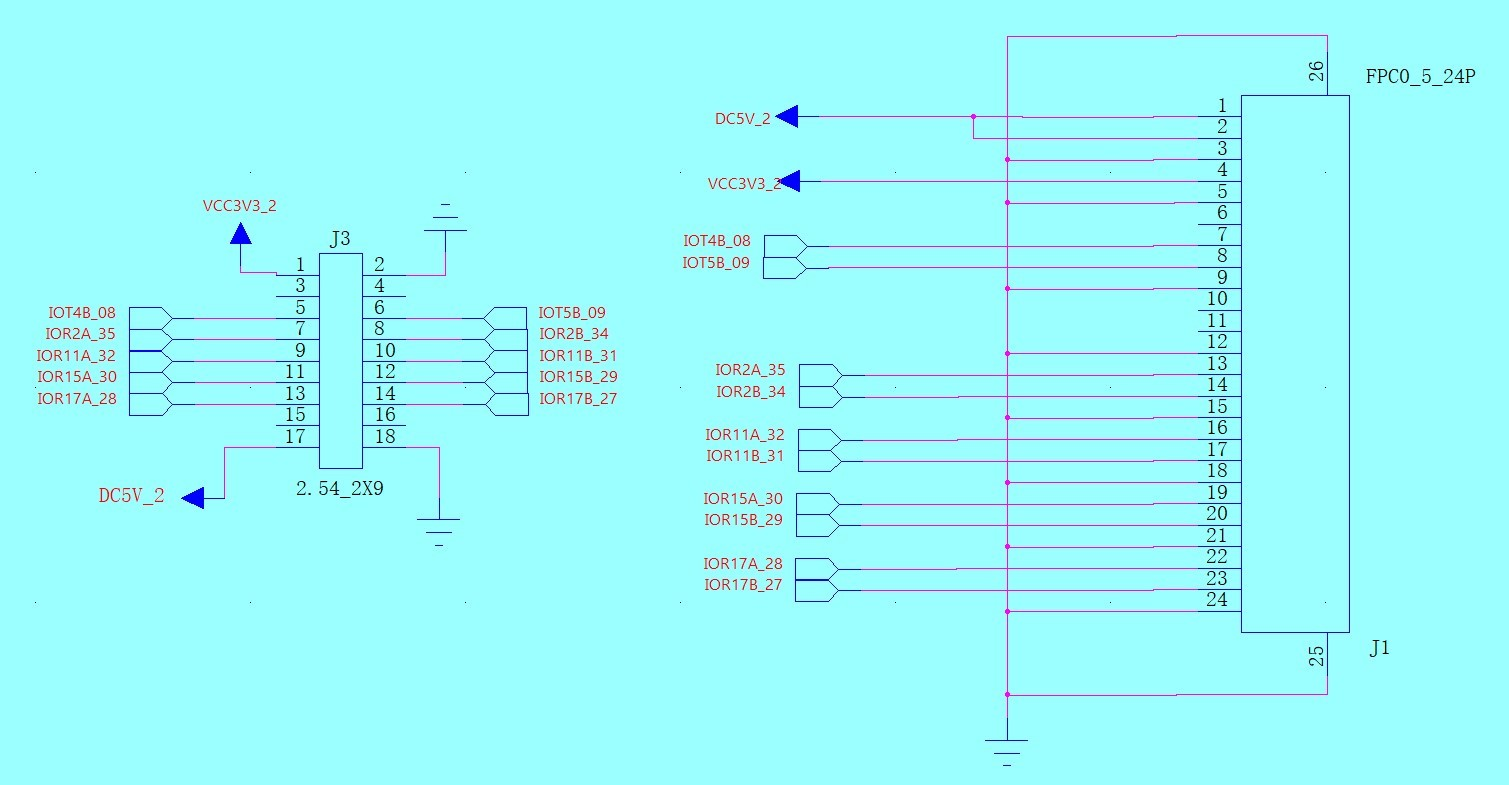 VCC3V3_2
J3
1 2
3 4
IOT4B_08 5 6 IOT5B_09
IOR2A_35 7 8 IOR2B_34
IOR11A_32 9 10 IOR11B_31
IOR15A_30 11 12 IOR15B_29
IOR17A_28 13 14 IOR17B_27
15 16
17 18
DC5V_2
2.54_2X9
26
FPC0_5_24P
DC5V_2 1
2
3
VCC3V3_2 4
5
6
IOT4B_08 7
IOT5B_09 8
9
10
11
12
IOR2A_35 13
IOR2B_34 14
15
IOR11A_32 16
IOR11B_31 17
18
IOR15A_30 19
IOR15B_29 20
21
IOR17A_28 22
IOR17B_27 23
24
25
J1